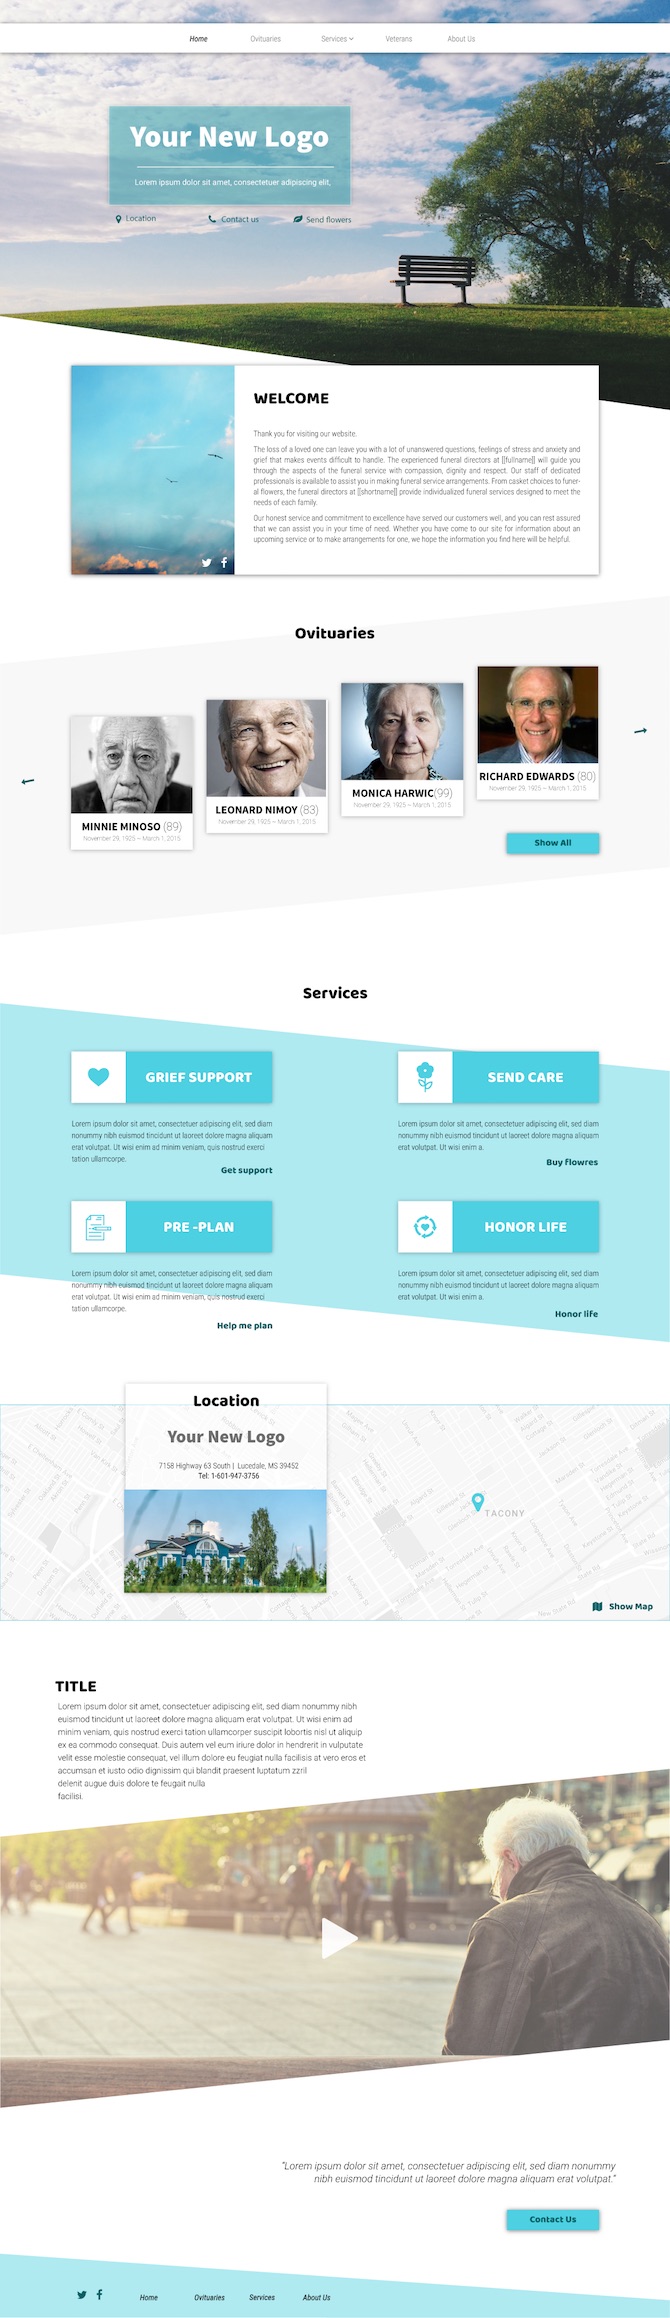 Home Ovituaries Services Veterans About Us
Your New Logo
Lorem ipsum dolor sit amet, consectetuer adipiscing elit,
Location Contact us Send flowers
WELCOME
Thank you for visiting our website.
The loss of a loved one can leave you with a lot of unanswered questions, feelings of stress and anxiety and
grief that makes events difficult to handle. The experienced funeral directors at [[fullname]] will guide you
through the aspects of the funeral service with compassion, dignity and respect. Our staff of dedicated
professionals is available to assist you in making funeral service arrangements. From casket choices to funer-
al flowers, the funeral directors at [[shortname]] provide individualized funeral services designed to meet the
needs of each family.
Our honest service and commitment to excellence have served our customers well, and you can rest assured
that we can assist you in your time of need. Whether you have come to our site for information about an
upcoming service or to make arrangements for one, we hope the information you find here will be helpful.
Ovituaries
MINNIE MINOSO (89)
November 29, 1925 – March 1, 2015
LEONARD NIMOY (83)
November 29, 1925 – March 1, 2015
MONICA HARWIC(99)
November 29, 1925 – March 1, 2015
RICHARD EDWARDS (80)
November 29, 1925 – March 1, 2015
Show All
Services
GRIEF SUPPORT
Lorem ipsum dolor sit amet, consectetuer adipiscing elit, sed diam
nonummy nibh euismod tincidunt ut laoreet dolore magna aliquam
erat volutpat. Ut wisi enim ad minim veniam, quis nostrud exerci
tation ullamcorpe.
Get support
SEND CARE
Lorem ipsum dolor sit amet, consectetuer adipiscing elit, sed diam
nonummy nibh euismod tincidunt ut laoreet dolore magna aliquam
erat volutpat. Ut wisi enim a.
Buy flowres
PRE -PLAN
Lorem ipsum dolor sit amet, consectetuer adipiscing elit, sed diam
nonummy nibh euismod tincidunt ut laoreet dolore magna aliquam
erat volutpat. Ut wisi enim ad minim veniam, quis nostrud exerci
tation ullamcorpe.
Help me plan
HONOR LIFE
Lorem ipsum dolor sit amet, consectetuer adipiscing elit, sed diam
nonummy nibh euismod tincidunt ut laoreet dolore magna aliquam
erat volutpat. Ut wisi enim a.
Honor life
Location
Your New Logo
7158 Highway 63 South | Lucedale, MS 39452
Tel: 1-601-947-3756
TACONY
Show Map
TITLE
Lorem ipsum dolor sit amet, consectetuer adipiscing elit, sed diam nonummy nibh
euismod tincidunt ut laoreet dolore magna aliquam erat volutpat. Ut wisi enim ad
minim veniam, quis nostrud exerci tation ullamcorper suscipit lobortis nisl ut aliquip
ex ea commodo consequat. Duis autem vel eum iriure dolor in hendrerit in vulputate
velit esse molestie consequat, vel illum dolore eu feugiat nulla facilisis at vero eros et
accumsan et iusto odio dignissim qui blandit praesent luptatum zzril
delenit augue duis dolore te feugait nulla
facilisi.
"Lorem ipsum dolor sit amet, consectetuer adipiscing elit, sed diam nonummy
nibh euismod tincidunt ut laoreet dolore magna aliquam erat volutpat."
Contact Us
Home Ovituaries Services About Us